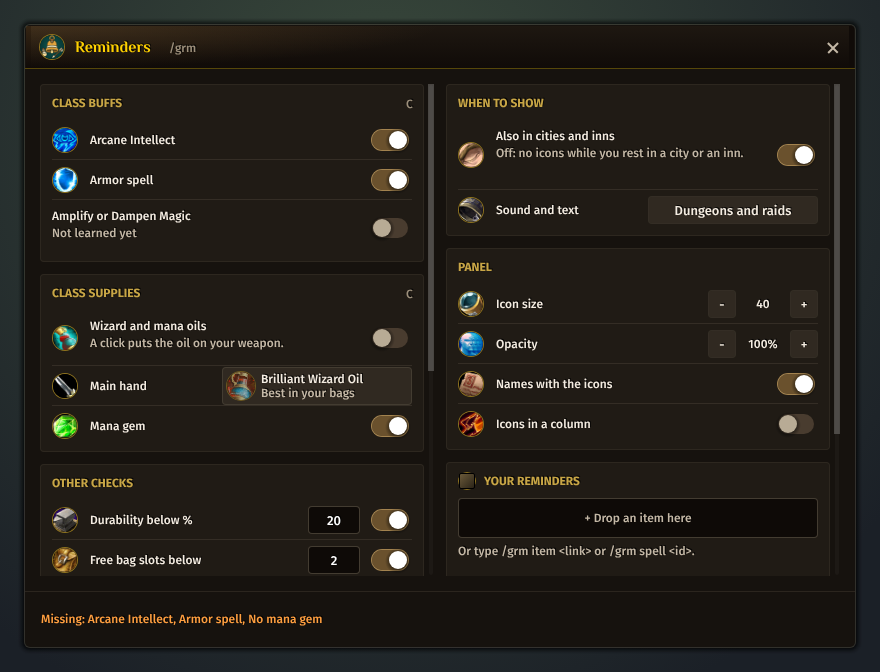 Reminders /grm
CLASS BUFFS C
Arcane Intellect
Armor spell
Amplify or Dampen Magic
Not learned yet
CLASS SUPPLIES C
Wizard and mana oils
A click puts the oil on your weapon.
Main hand
Brilliant Wizard Oil
Best in your bags
Mana gem
OTHER CHECKS
Durability below % 20
Free bag slots below 2
WHEN TO SHOW
Also in cities and inns
Off: no icons while you rest in a city or an inn.
Sound and text Dungeons and raids
PANEL
Icon size - 40 +
Opacity - 100% +
Names with the icons
Icons in a column
YOUR REMINDERS
+ Drop an item here
Or type /grm item <link> or /grm spell <id>.
Missing: Arcane Intellect, Armor spell, No mana gem